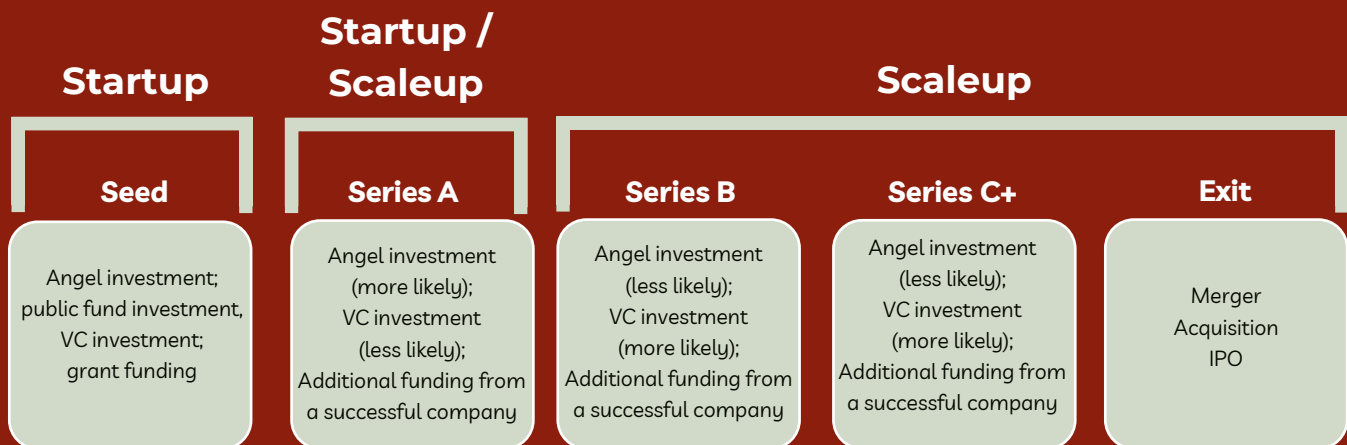 Startup
Startup /
Scaleup
Scaleup
Seed
Angel investment;
public fund investment,
VC investment;
grant funding
Series A
Angel investment
(more likely);
VC investment
(less likely);
Additional funding from
a successful company
Series B
Angel investment
(less likely);
VC investment
(more likely);
Additional funding from
a successful company
Series C+
Angel investment
(less likely);
VC investment
(more likely);
Additional funding from
a successful company
Exit
Merger
Acquisition
IPO